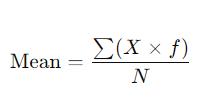 Mean = ∑(X × f) / N